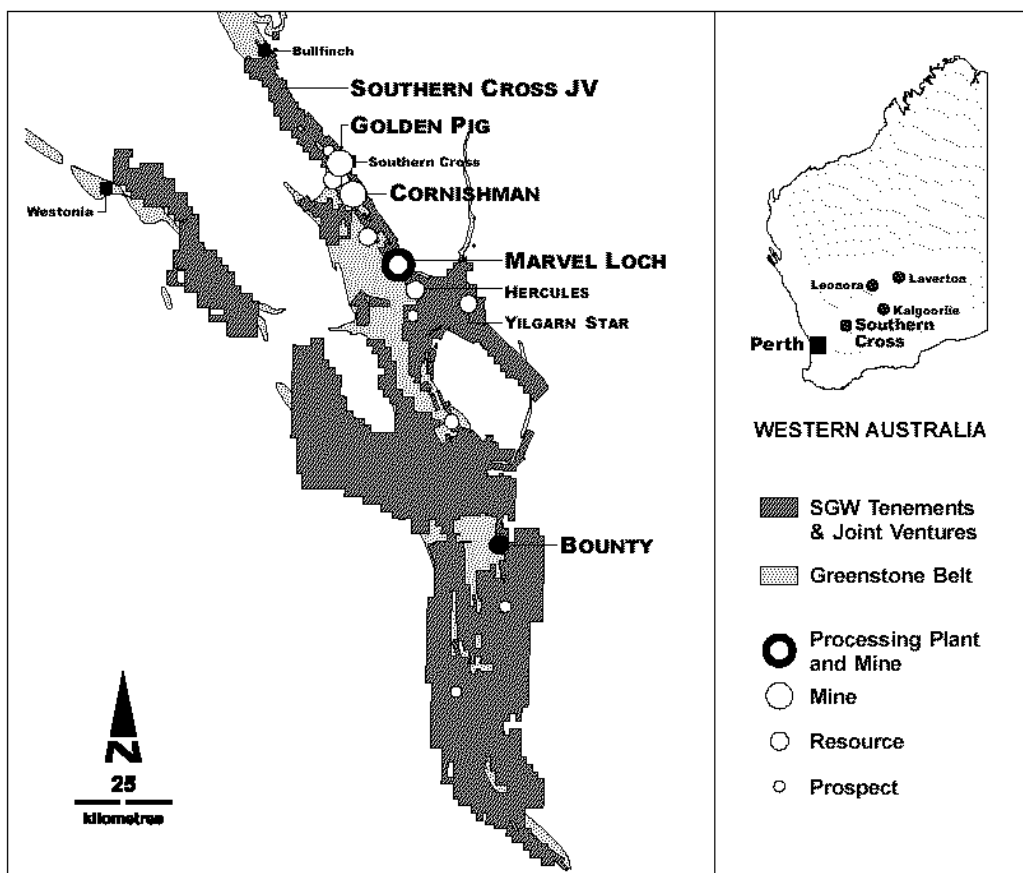 Bullfinch
SOUTHERN CROSS JV
GOLDEN PIG
Southern Cross
CORNISHMAN
Westonia
MARVEL LOCH
HERCULES
YILGARN STAR
BOUNTY
N
25
kilometres
Laverton
Leonora
Kalgoorlie
Southern
Cross
Perth
WESTERN AUSTRALIA
SGW Tenements
& Joint Ventures
Greenstone Belt
Processing Plant
and Mine
Mine
Resource
Prospect